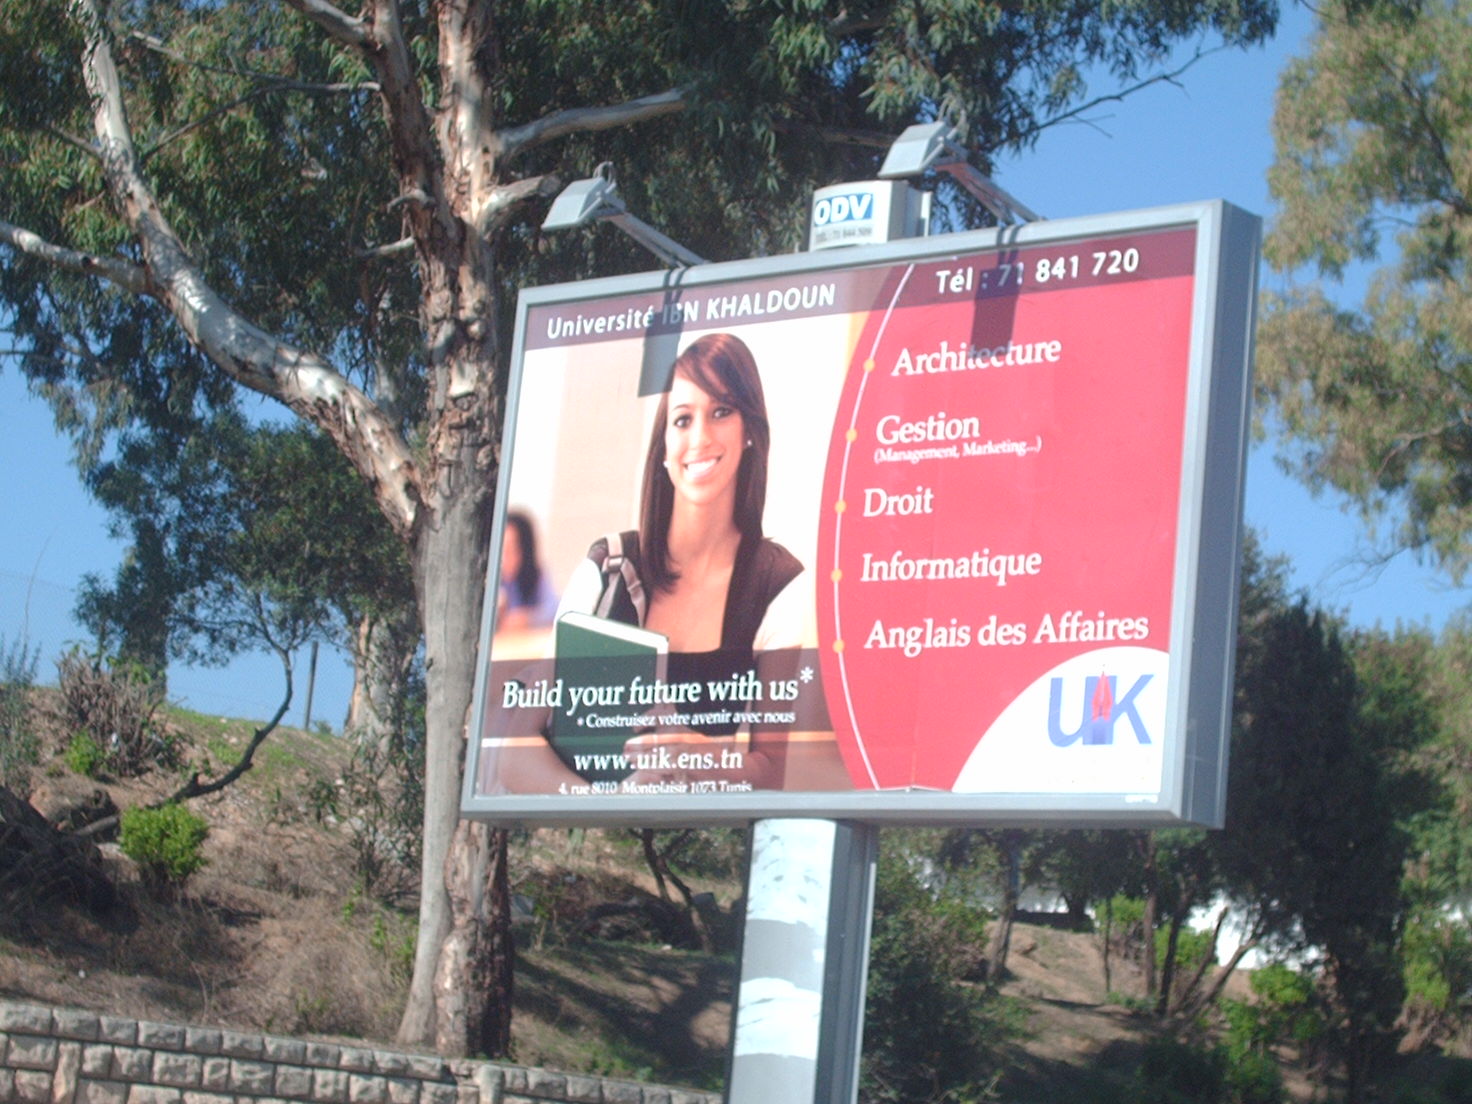 ODV
Université IBN KHALDOUN
Tél : 71 841 720
Architecture
Gestion
(Management, Marketing...)
Droit
Informatique
Anglais des Affaires
UIK
Build your future with us*
* Construisez votre avenir avec nous
www.uik.ens.tn
4, rue 8010 Montplaisir 1073 Tunis